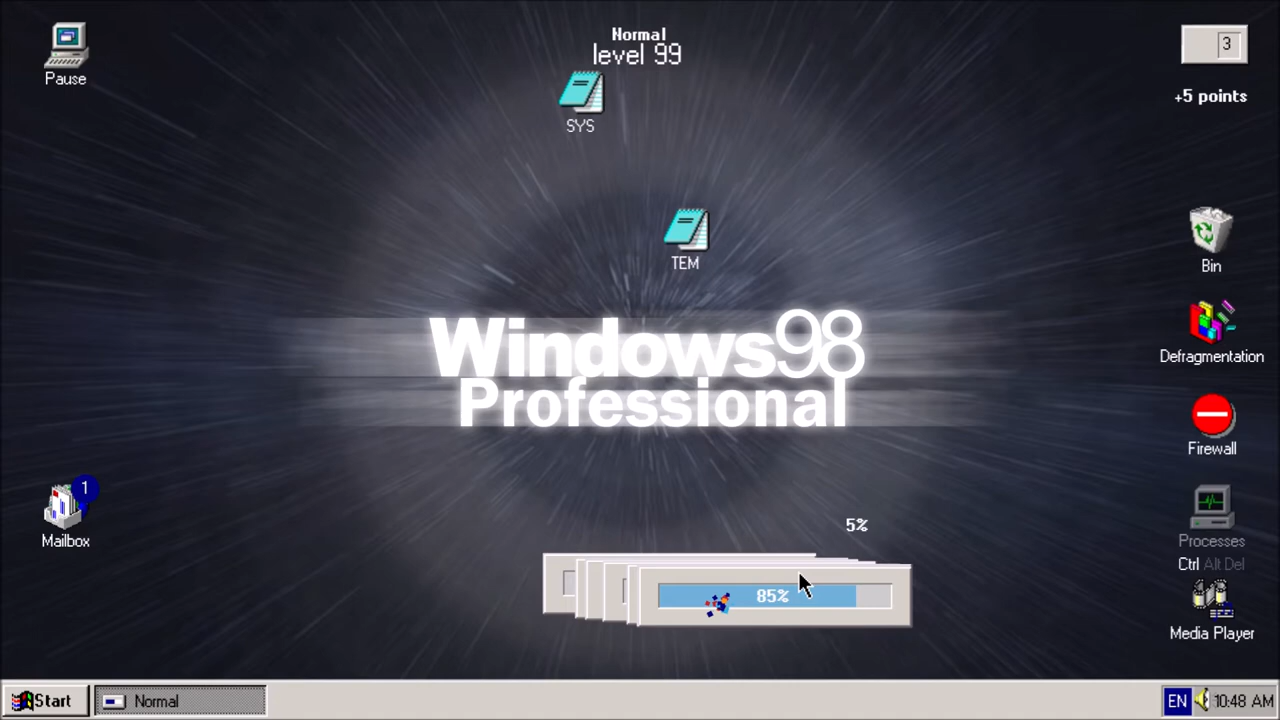 Normal
level 99
3
Pause
+5 points
SYS
TEM
Bin
Windows98
Professional
Defragmentation
Firewall
1
Mailbox
5%
Processes
Ctrl Alt Del
85%
Media Player
Start
Normal
EN
10:48 AM